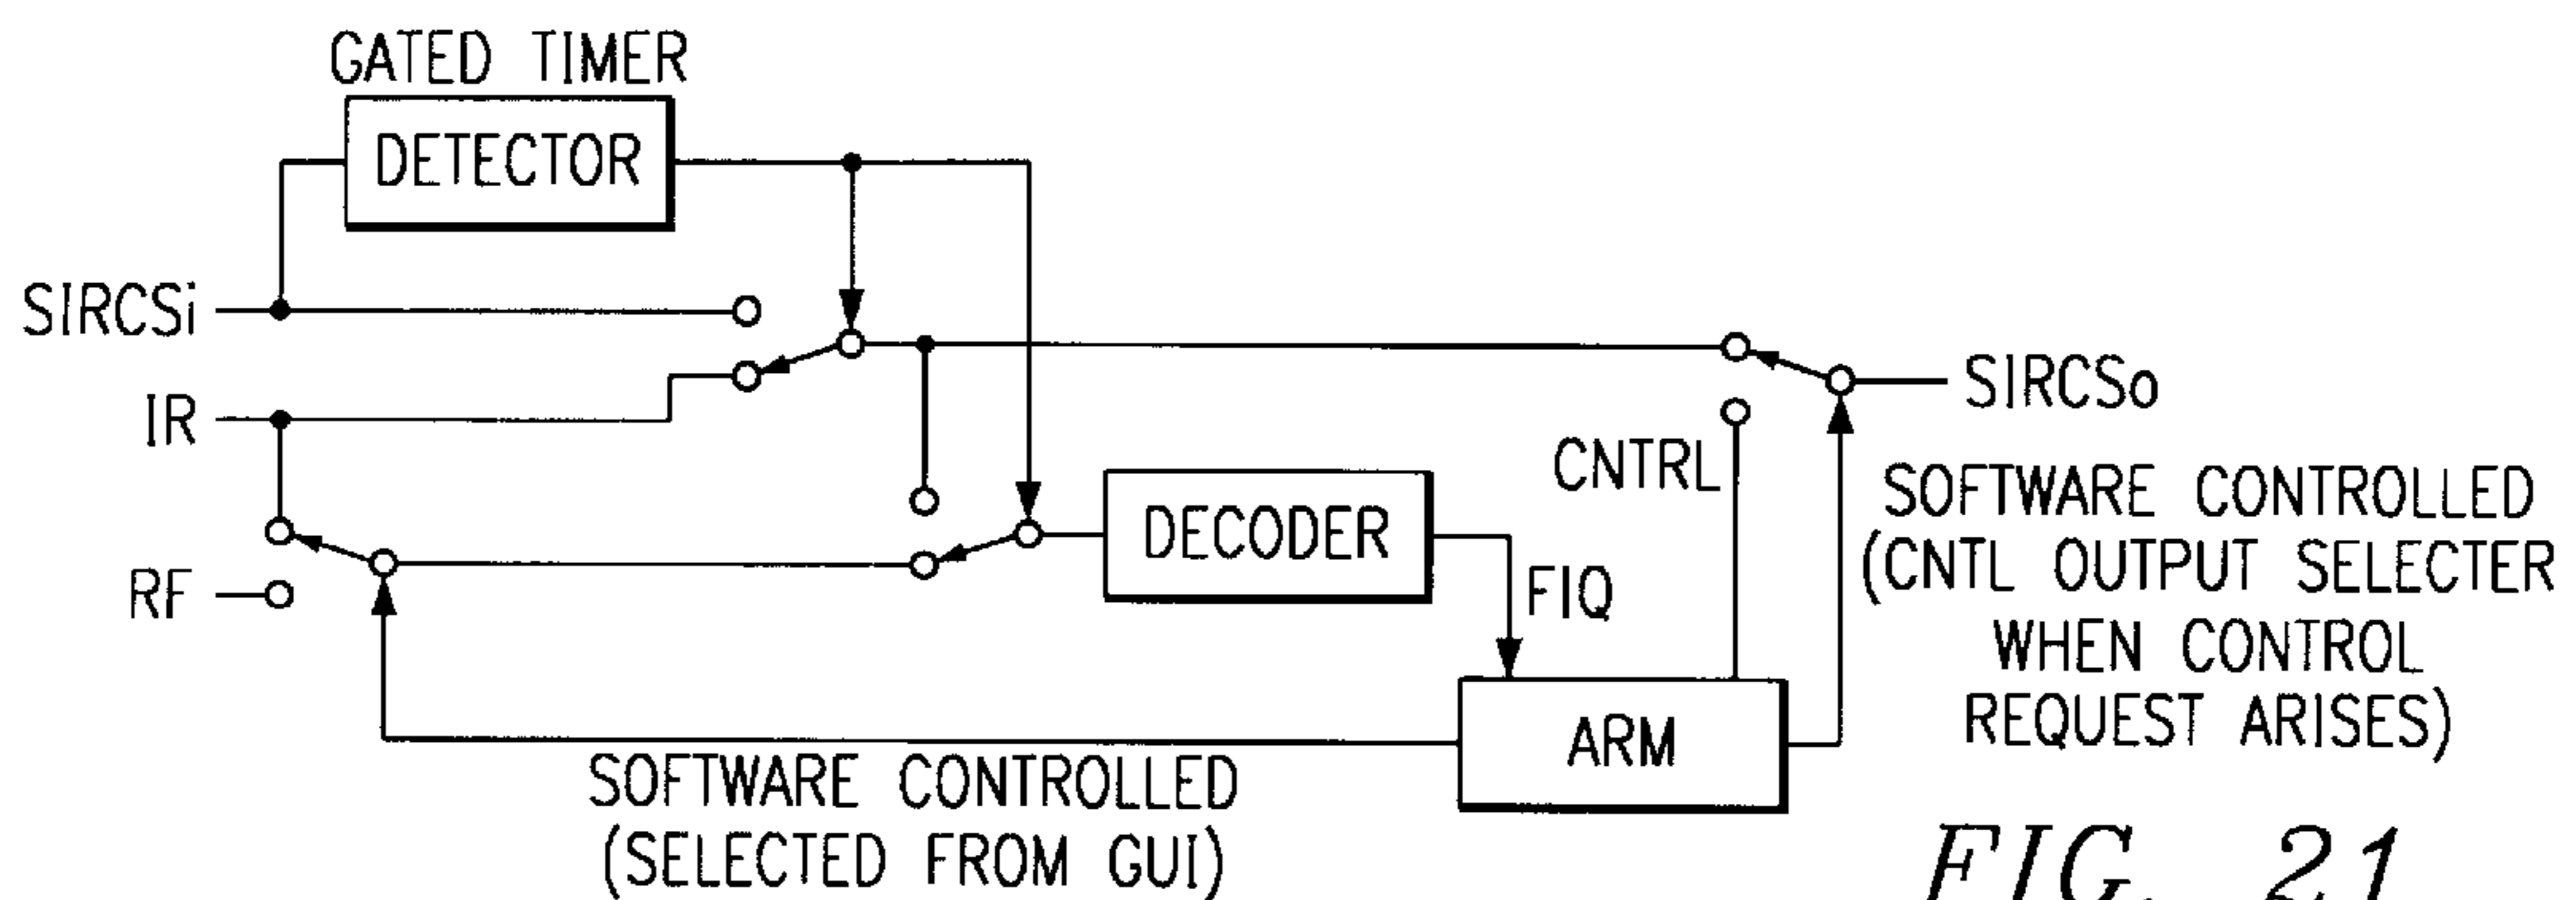 GATED TIMER
DETECTOR
SIRCSi
IR
RF
SIRCSo
CNTRL
DECODER
FIQ
ARM
SOFTWARE CONTROLLED
(CNTL OUTPUT SELECTER
WHEN CONTROL
REQUEST ARISES)
SOFTWARE CONTROLLED
(SELECTED FROM GUI)
FIG. 21